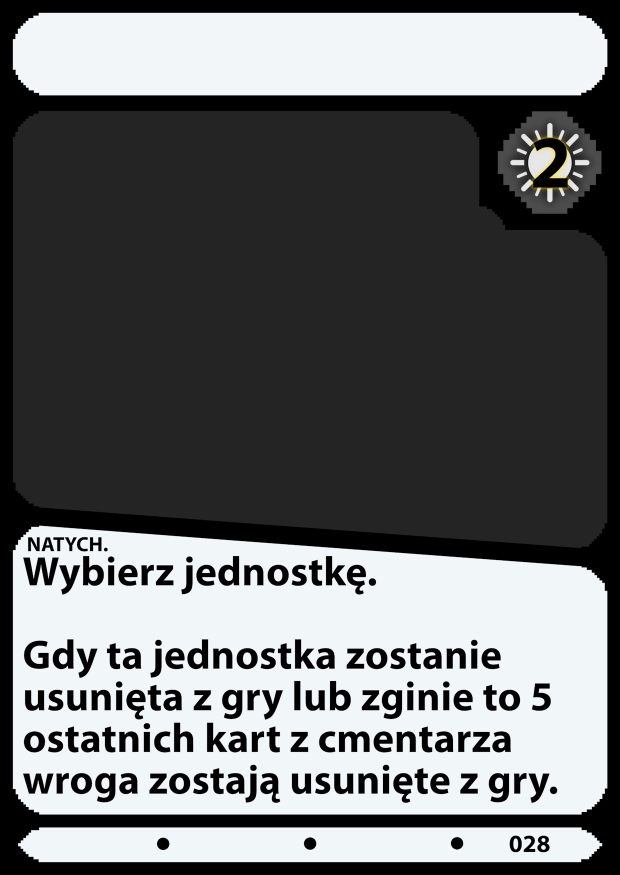 2
NATYCH.
Wybierz jednostkę.
Gdy ta jednostka zostanie
usunięta z gry lub zginie to 5
ostatnich kart z cmentarza
wroga zostają usunięte z gry.
028